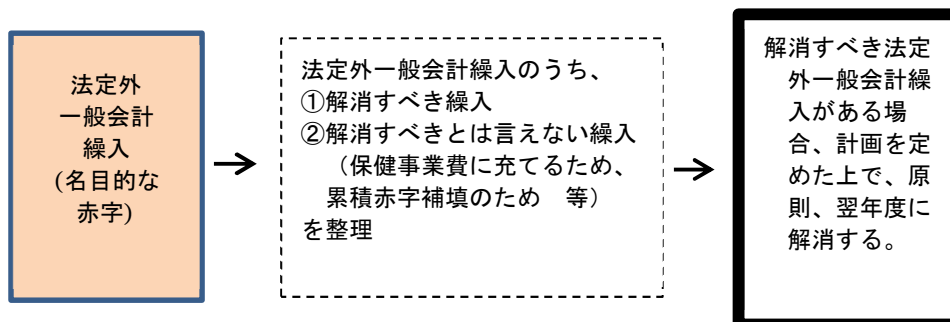 法定外
一般会計
繰入
(名目的な
赤字)
法定外一般会計繰入のうち、
①解消すべき繰入
②解消すべきとは言えない繰入
（保健事業費に充てるため、
累積赤字補填のため　等）
を整理
解消すべき法定
外一般会計繰
入がある場
合、計画を定
めた上で、原
則、翌年度に
解消する。